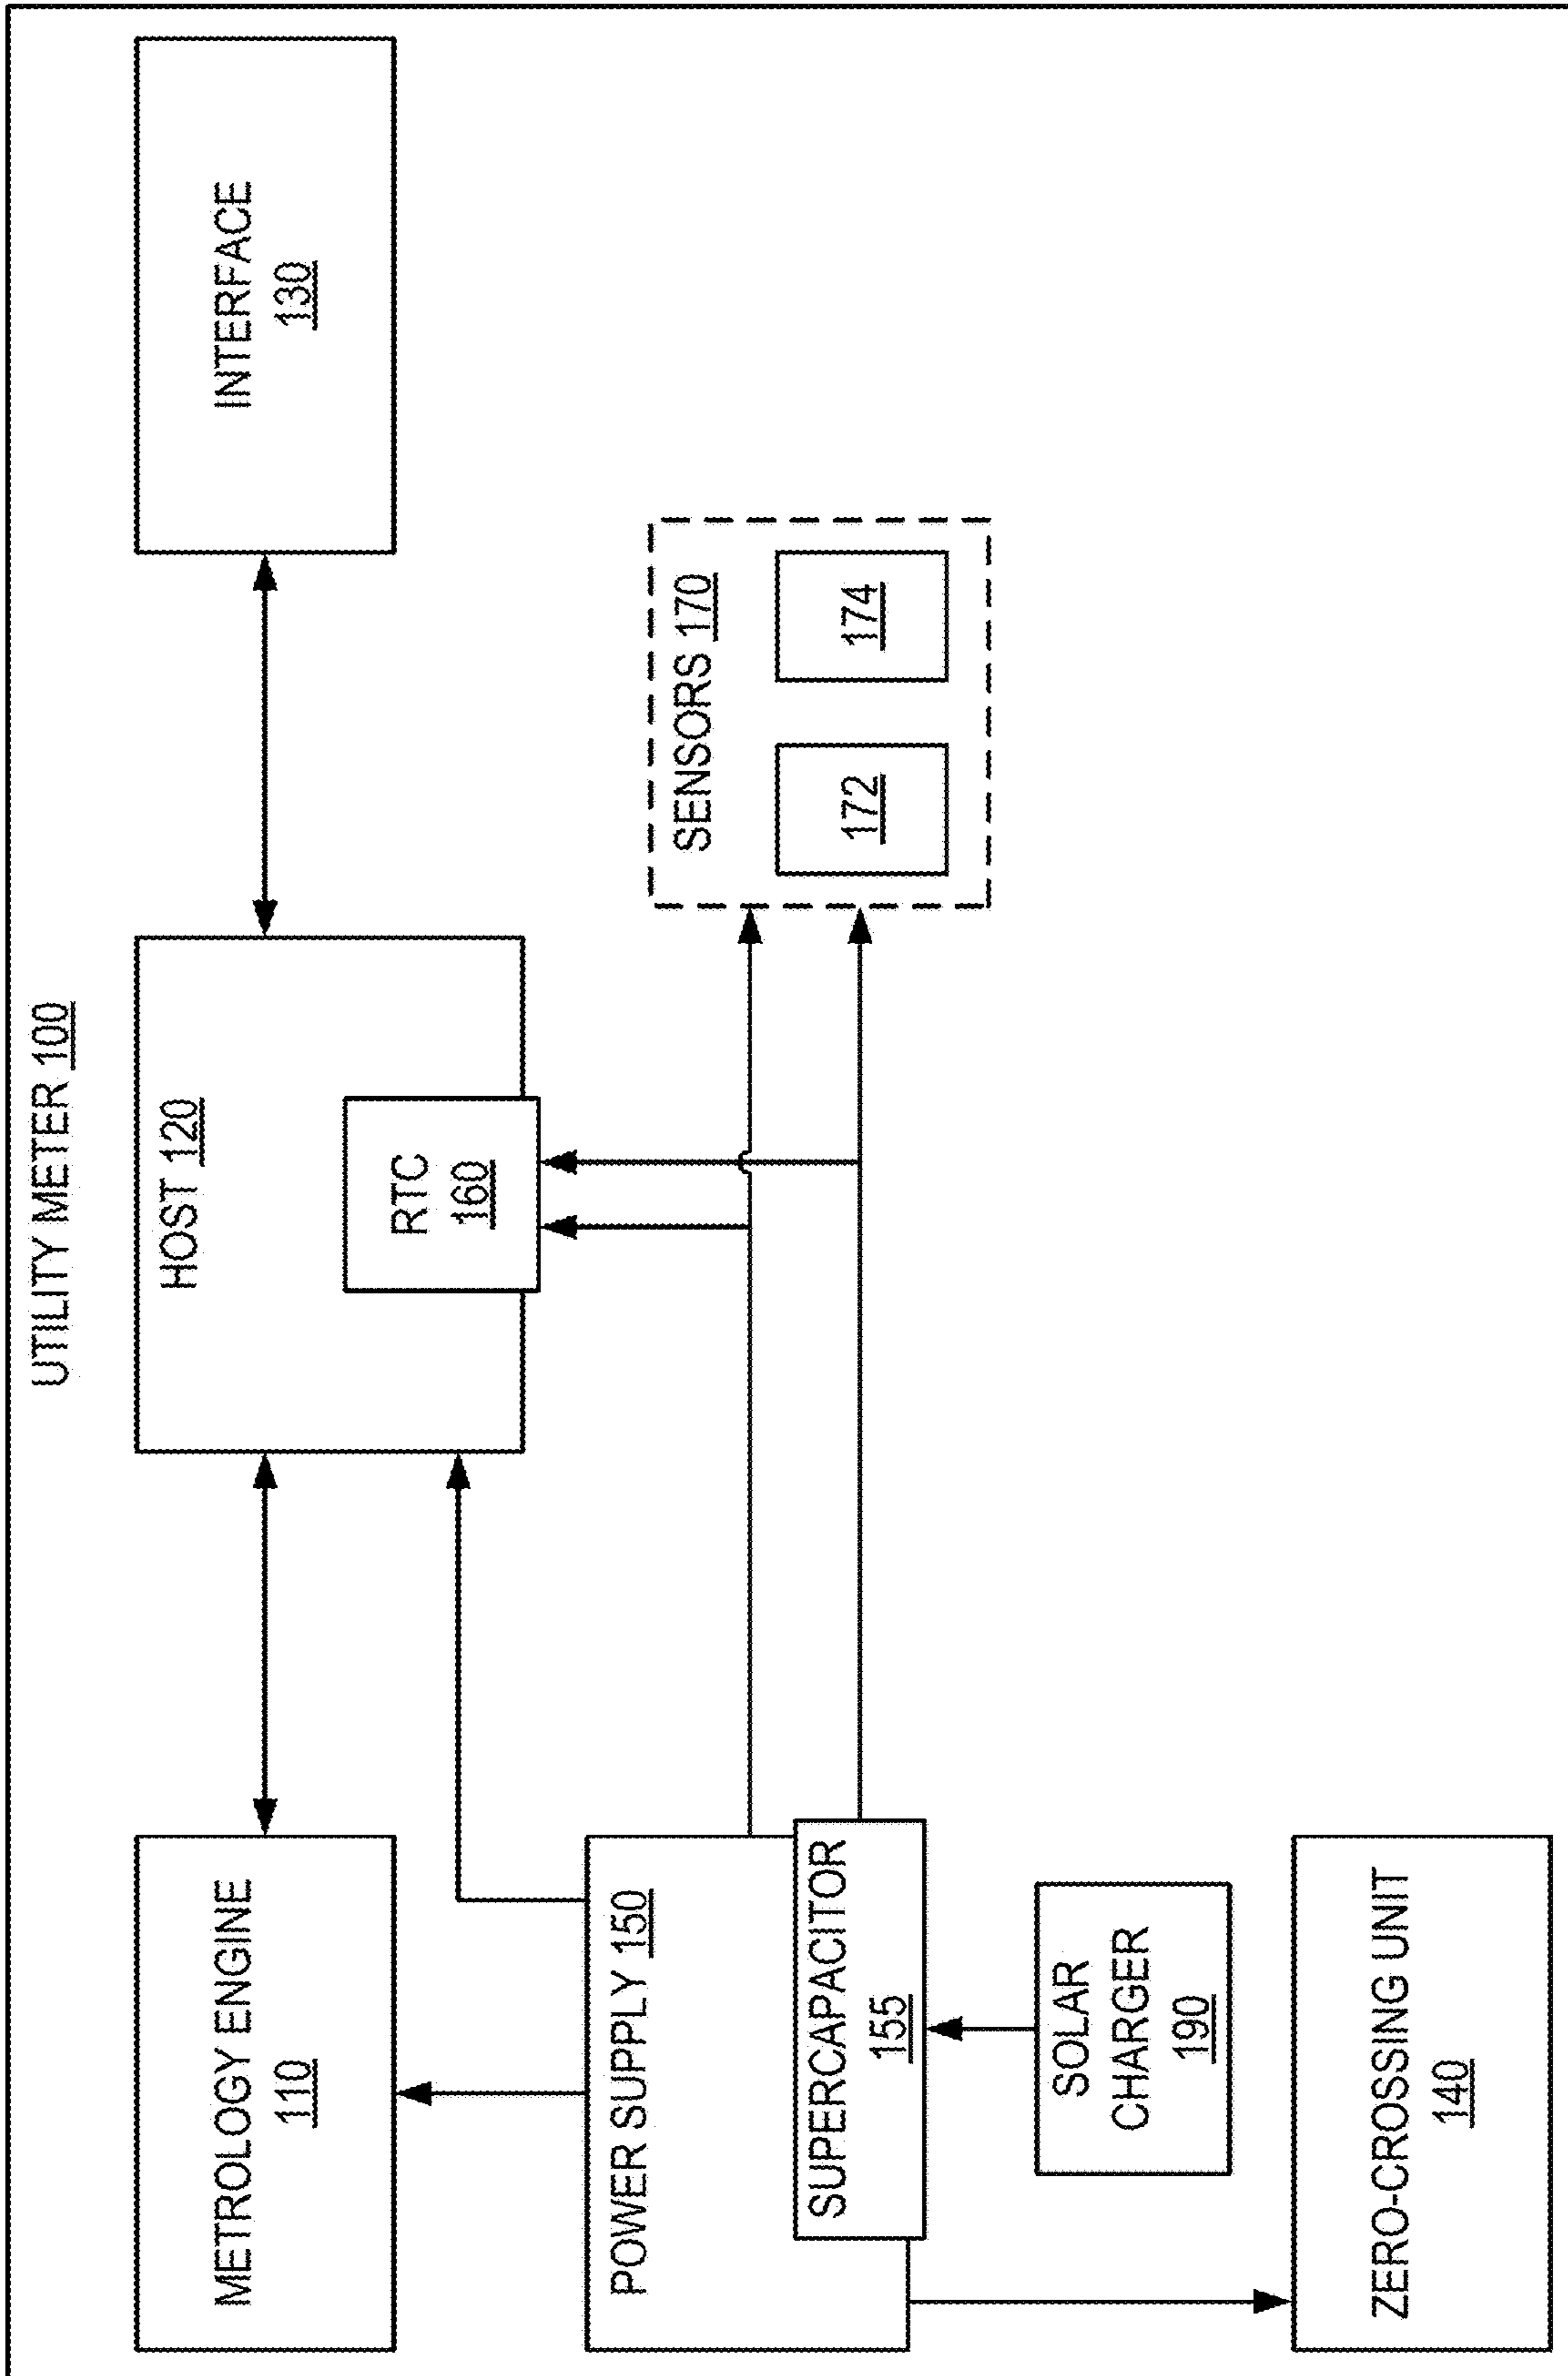 UTILITY METER 100
METROLOGY ENGINE
110
HOST 120
RTC
160
INTERFACE
130
POWER SUPPLY 150
SUPERCAPACITOR
155
SENSORS 170
172
174
SOLAR
CHARGER
190
ZERO-CROSSING UNIT
140